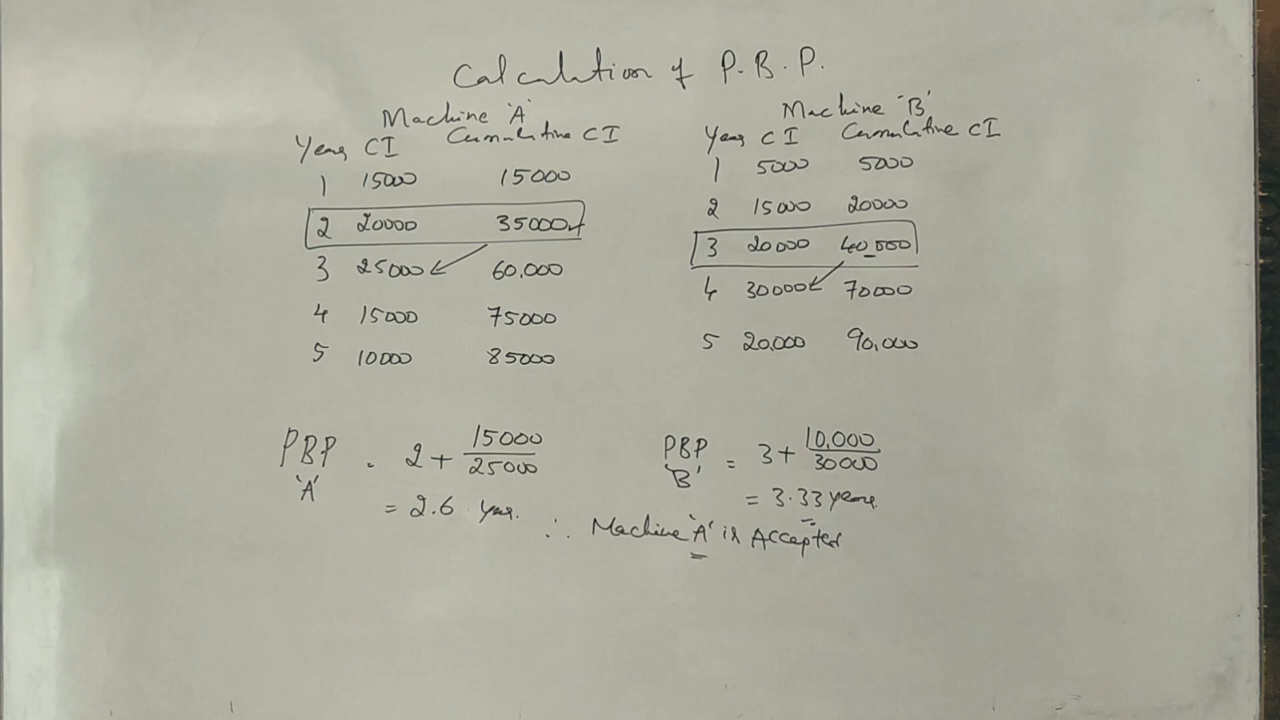 Calculation of P.B.P.
Machine 'A'
Years CI Cumulative CI
1 15000 15000
2 20000 35000
3 25000 60,000
4 15000 75000
5 10000 85000
Machine 'B'
Years CI Cumulative CI
1 5000 5000
2 15000 20000
3 20000 40,000
4 30000 70000
5 20,000 90,000
PBP 'A' = 2 + 15000/25000
= 2.6 years.
PBP 'B' = 3 + 10,000/30000
= 3.33 years.
∴ Machine 'A' is Accepted